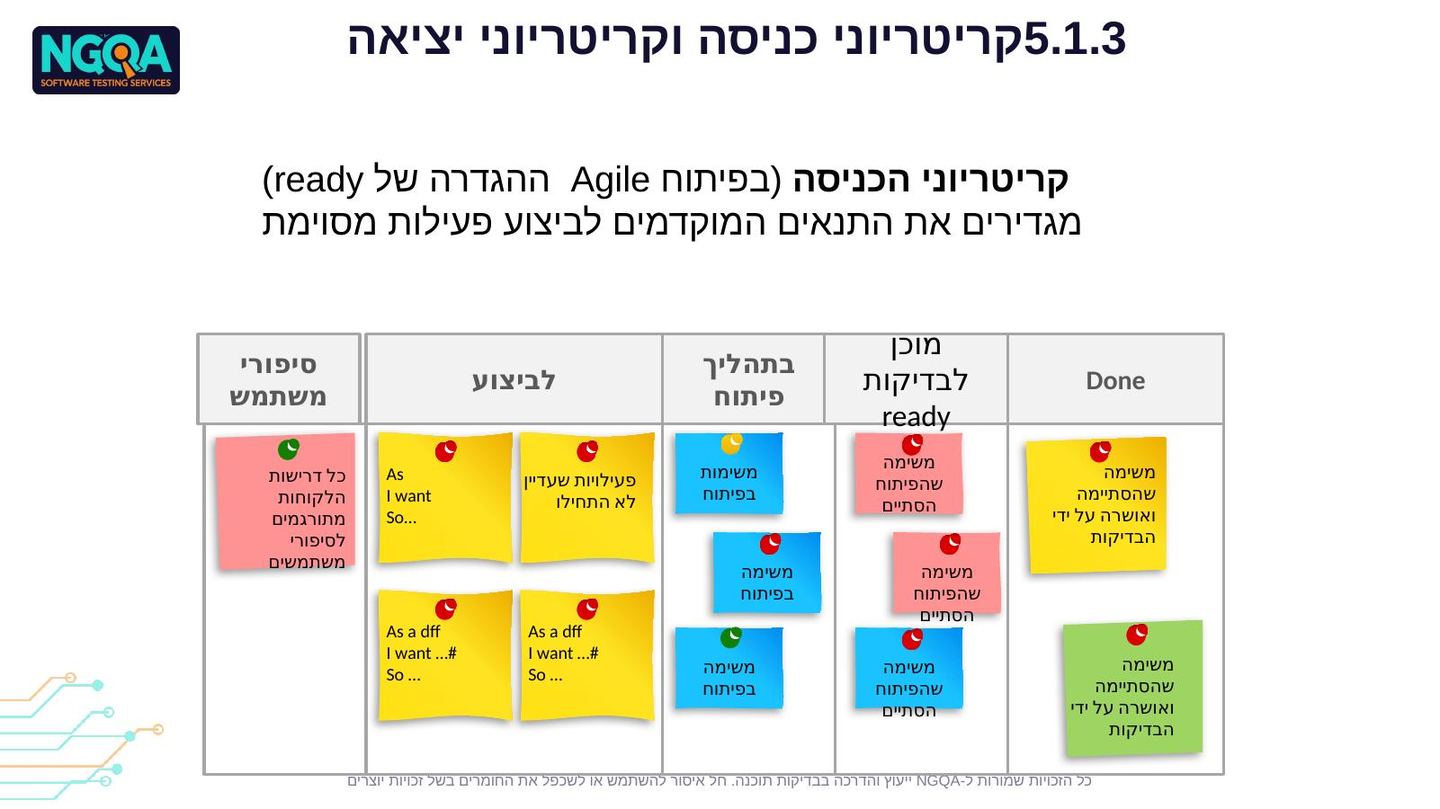 5.1.3קריטריוני כניסה וקריטריוני יציאה
NGQA
SOFTWARE TESTING SERVICES
קריטריוני הכניסה (בפיתוח Agile ההגדרה של ready)
מגדירים את התנאים המוקדמים לביצוע פעילות מסוימת
סיפורי
משתמש
לביצוע
בתהליך
פיתוח
מוכן
לבדיקות
ready
Done
כל דרישות
הלקוחות
מתורגמים
לסיפורי
משתמשים
As
I want
So...
פעילויות שעדיין
לא התחילו
As a dff
I want ...#
So ...
As a dff
I want ...#
So ...
משימות
בפיתוח
משימה
בפיתוח
משימה
בפיתוח
משימה
שהפיתוח
הסתיים
משימה
שהפיתוח
הסתיים
משימה
שהפיתוח
הסתיים
משימה
שהסתיימה
ואושרה על ידי
הבדיקות
משימה
שהסתיימה
ואושרה על ידי
הבדיקות
כל הזכויות שמורות ל-NGQA ייעוץ והדרכה בבדיקות תוכנה. חל איסור להשתמש או לשכפל את החומרים בשל זכויות יוצרים